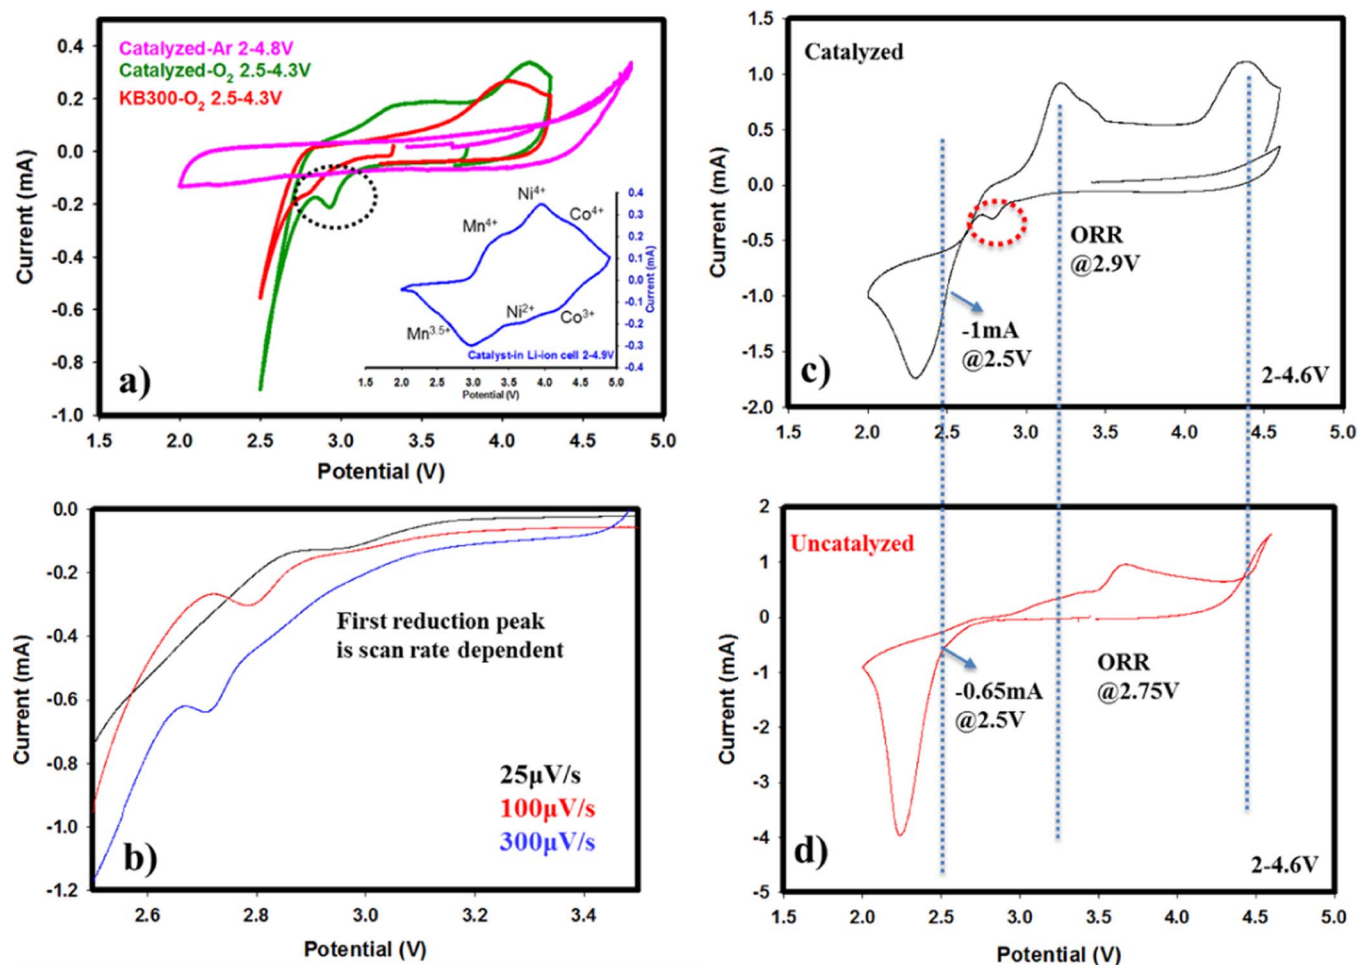 Catalyzed-Ar 2-4.8V
Catalyzed-O₂ 2.5-4.3V
KB300-O₂ 2.5-4.3V
0.4
0.2
0.0
-0.2
-0.4
-0.6
-0.8
-1.0
Current (mA)
1.5 2.0 2.5 3.0 3.5 4.0 4.5 5.0
Potential (V)
a)
Ni⁴⁺
Mn⁴⁺
Co⁴⁺
Ni²⁺
Mn³·⁵⁺
Co³⁺
Catalyst-in Li-ion cell 2-4.9V
0.4
0.3
0.2
0.1
0.0
-0.1
-0.2
-0.3
-0.4
Current (mA)
1.5 2.0 2.5 3.0 3.5 4.0 4.5 5.0
Potential (V)
0.0
-0.2
-0.4
-0.6
-0.8
-1.0
-1.2
Current (mA)
First reduction peak
is scan rate dependent
25µV/s
100µV/s
300µV/s
b)
2.6 2.8 3.0 3.2 3.4
Potential (V)
1.5
1.0
0.5
0.0
-0.5
-1.0
-1.5
-2.0
Current (mA)
Catalyzed
ORR
@2.9V
-1mA
@2.5V
c)
2-4.6V
1.5 2.0 2.5 3.0 3.5 4.0 4.5 5.0
Potential (V)
2
1
0
-1
-2
-3
-4
-5
Current (mA)
Uncatalyzed
ORR
@2.75V
-0.65mA
@2.5V
d)
2-4.6V
1.5 2.0 2.5 3.0 3.5 4.0 4.5 5.0
Potential (V)